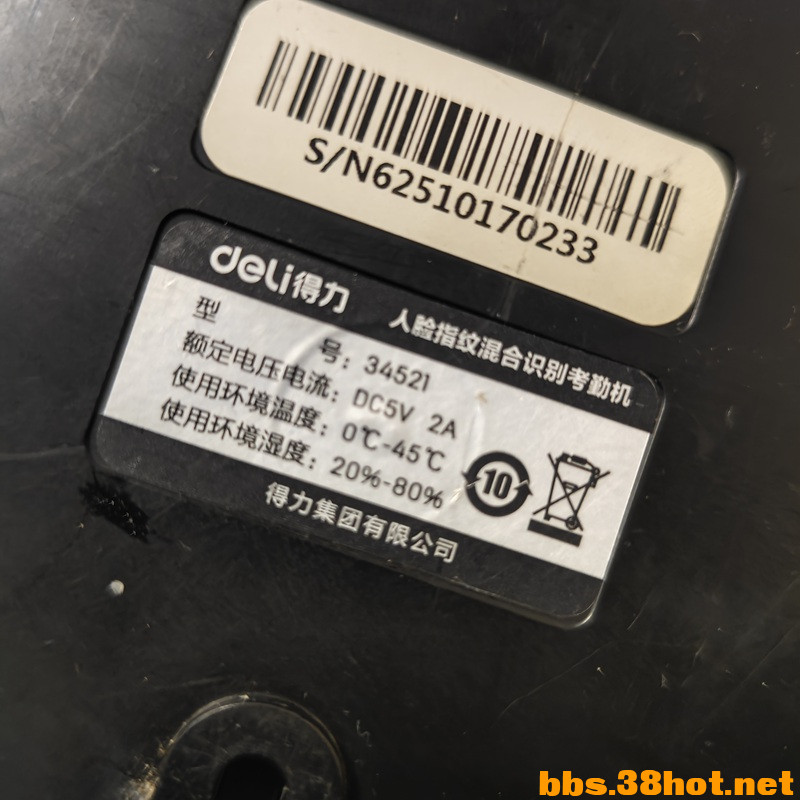 S/N62510170233
deli得力 人脸指纹混合识别考勤机
型 号：34521
额定电压电流：DC5V 2A
使用环境温度：0℃-45℃
使用环境湿度：20%-80%
10
得力集团有限公司
bbs.38hot.net